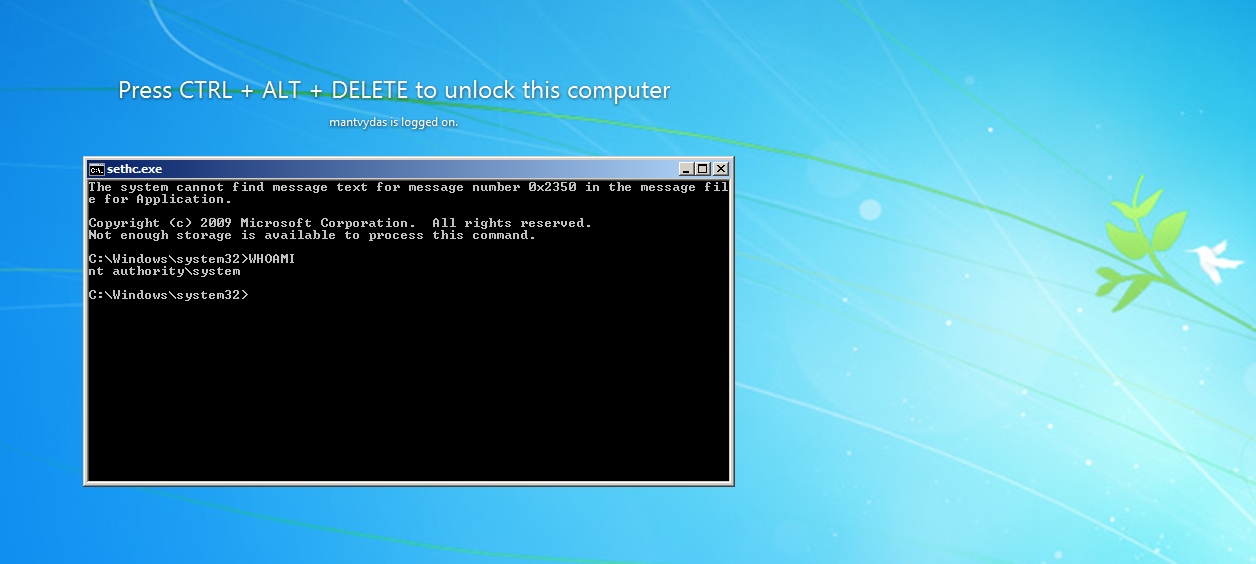 Press CTRL + ALT + DELETE to unlock this computer
mantvydas is logged on.
sethc.exe
The system cannot find message text for message number 0x2350 in the message fil
e for Application.
Copyright (c) 2009 Microsoft Corporation.  All rights reserved.
Not enough storage is available to process this command.
C:\Windows\system32>WHOAMI
nt authority\system
C:\Windows\system32>